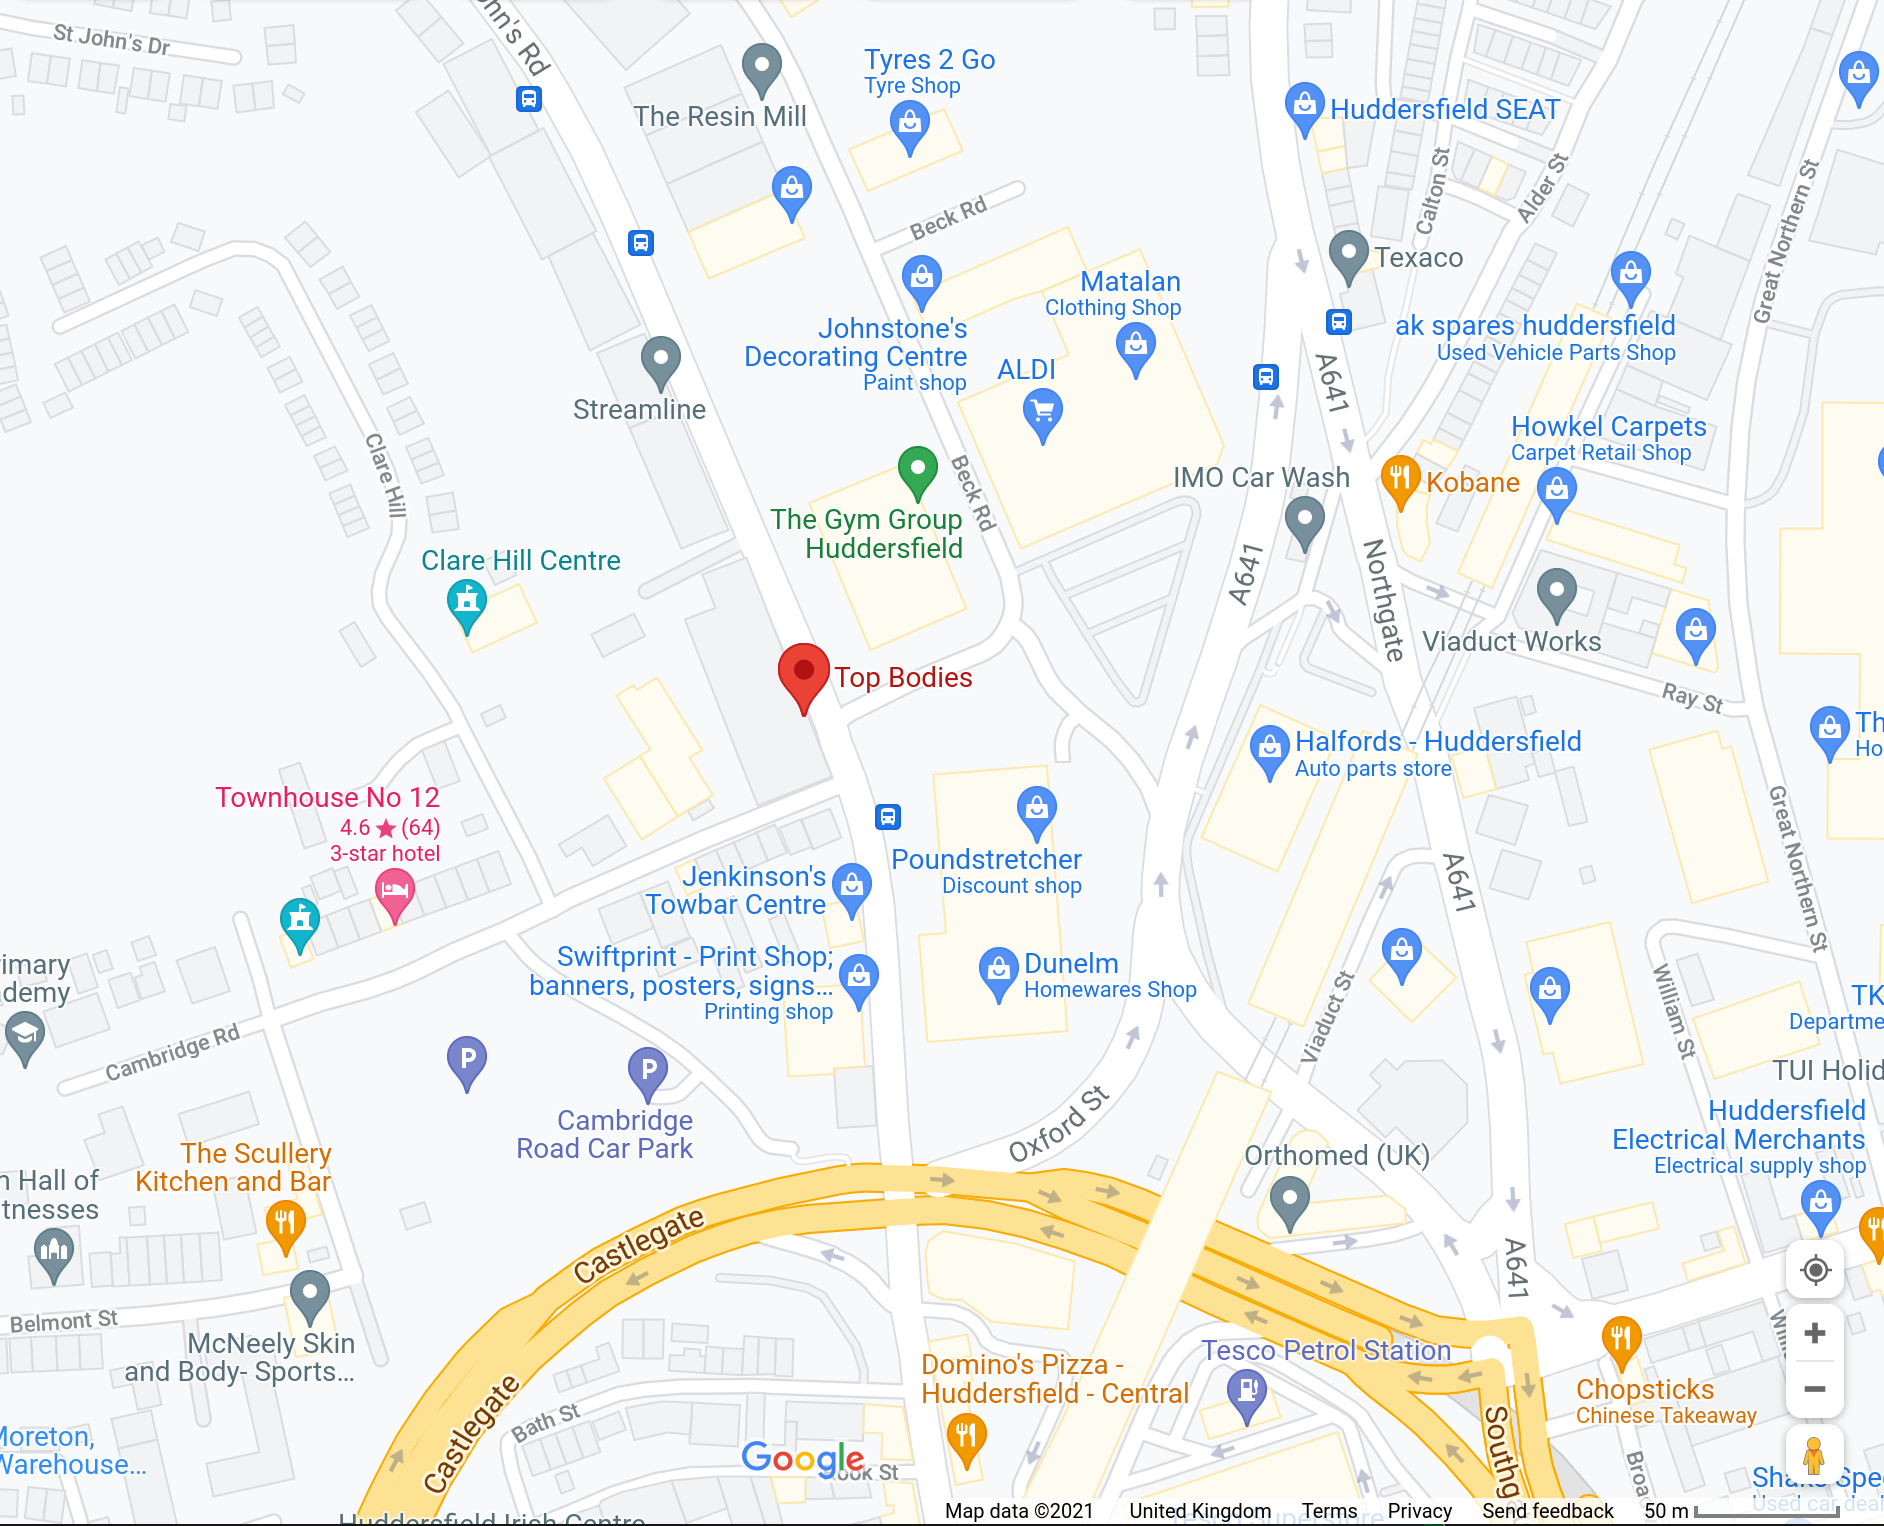 St John's Dr
ohn's Rd
The Resin Mill
Tyres 2 Go
Tyre Shop
Huddersfield SEAT
Calton St
Alder St
Great Northern St
Beck Rd
Texaco
Matalan
Clothing Shop
Johnstone's
Decorating Centre
Paint shop
ALDI
A641
ak spares huddersfield
Used Vehicle Parts Shop
Streamline
Howkel Carpets
Carpet Retail Shop
Clare Hill
Beck Rd
IMO Car Wash
Kobane
The Gym Group
Huddersfield
Clare Hill Centre
A641
Northgate
Viaduct Works
Top Bodies
Ray St
Halfords - Huddersfield
Auto parts store
Th
Ho
Townhouse No 12
4.6 ★ (64)
3-star hotel
Great Northern St
Poundstretcher
Discount shop
Jenkinson's
Towbar Centre
A641
Swiftprint - Print Shop;
banners, posters, signs...
Printing shop
Dunelm
Homewares Shop
imary
demy
Cambridge Rd
P
P
Cambridge
Road Car Park
Viaduct St
William St
TK
Departme
TUI Holid
Oxford St
Huddersfield
Electrical Merchants
Electrical supply shop
The Scullery
Kitchen and Bar
Orthomed (UK)
n Hall of
tnesses
Castlegate
A641
Belmont St
McNeely Skin
and Body- Sports...
Tesco Petrol Station
Domino's Pizza -
Huddersfield - Central
Chopsticks
Chinese Takeaway
Castlegate
Bath St
Southg
Broa
Moreton,
Warehouse...
Google
ook St
Used car deal
Huddersfield Irish Centre
Map data ©2021
United Kingdom
Terms
Privacy
Send feedback
50 m